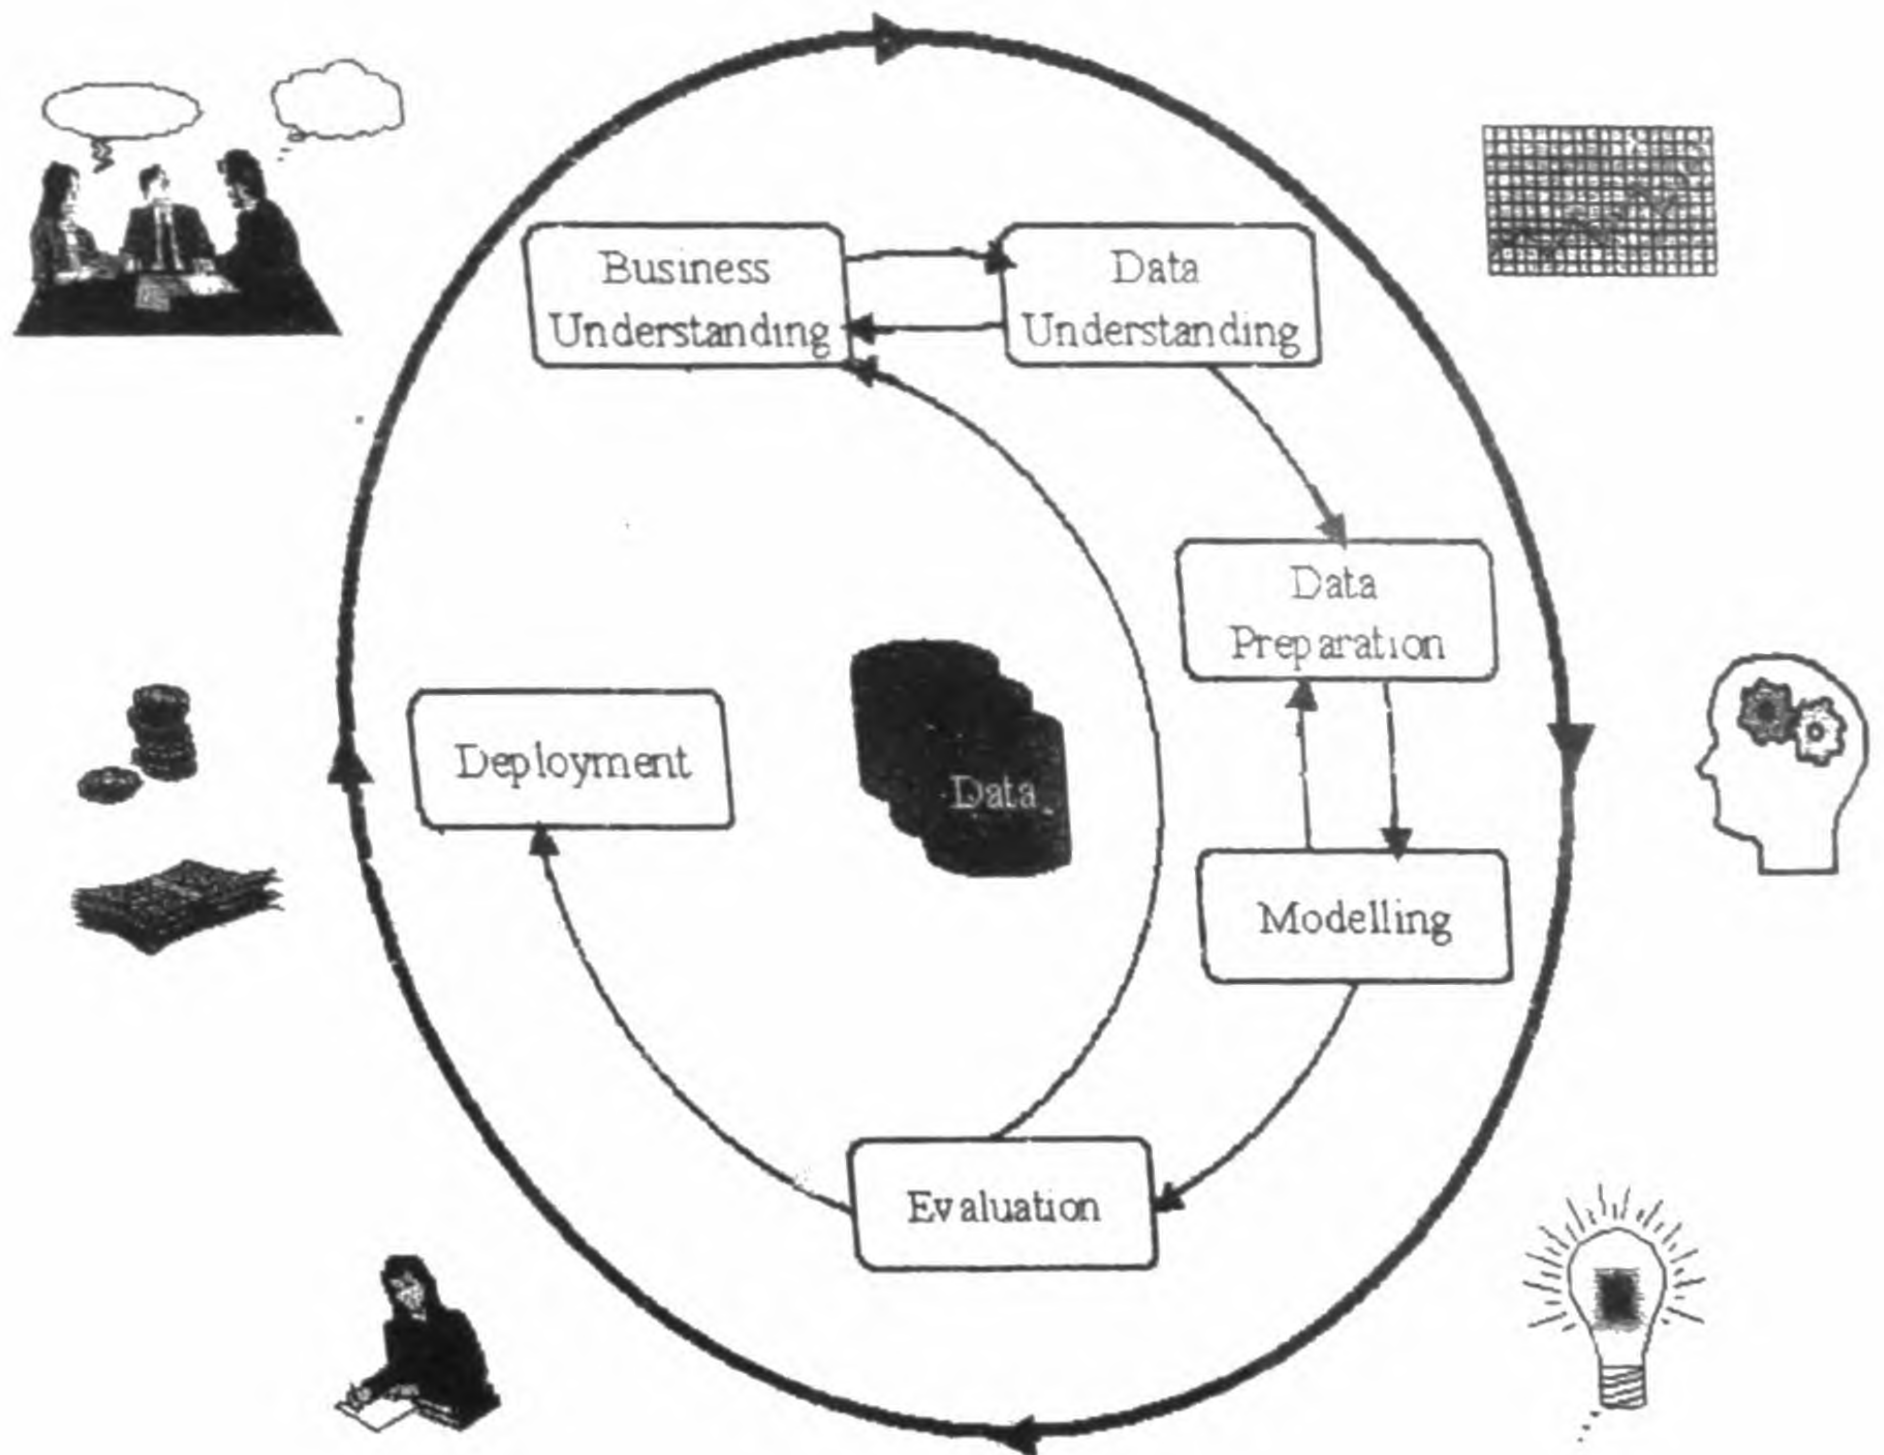 Business
Understanding
Data
Understanding
Data
Preparation
Deployment
Data
Modelling
Evaluation